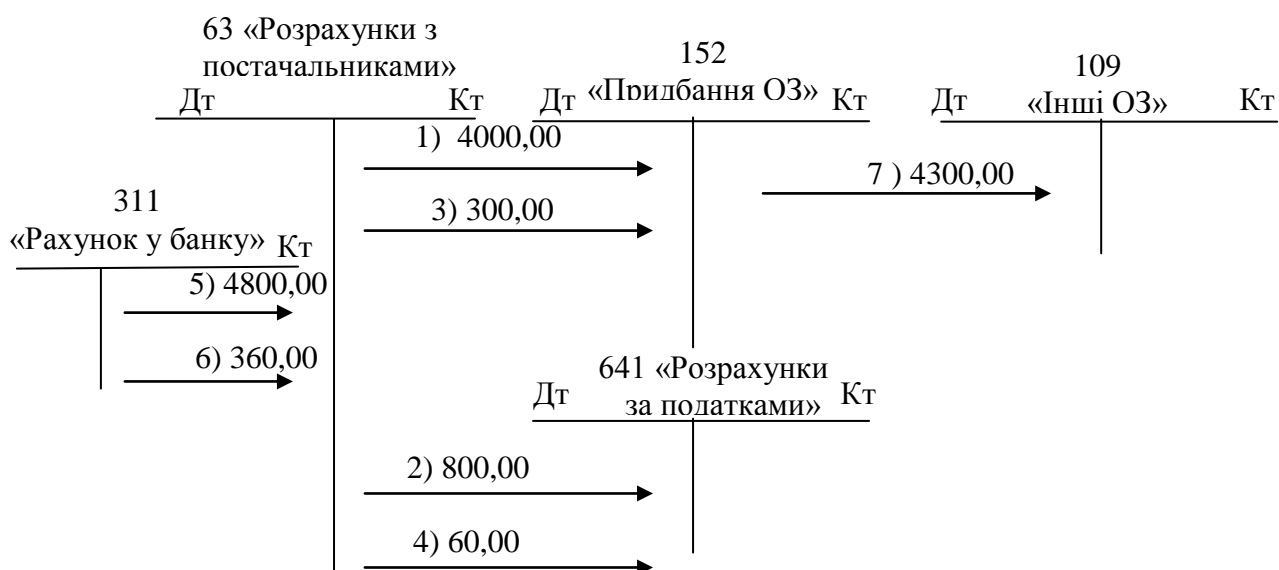 63 «Розрахунки з
постачальниками»
Дт Кт
152
«Придбання ОЗ»
Дт Кт
109
«Інші ОЗ»
Дт Кт
1) 4000,00
7 ) 4300,00
3) 300,00
311
«Рахунок у банку» Кт
5) 4800,00
6) 360,00
641 «Розрахунки
за податками»
Дт Кт
2) 800,00
4) 60,00